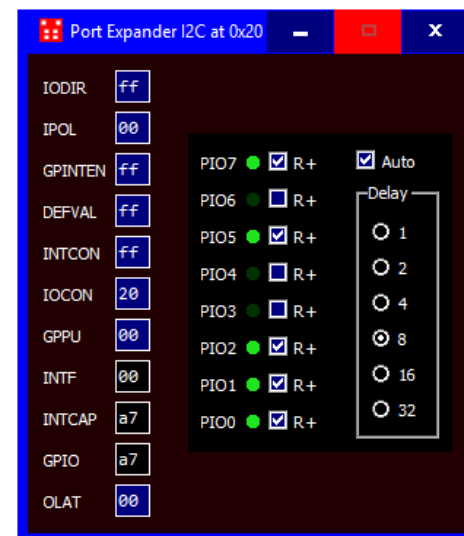 Port Expander I2C at 0x20
IODIR ff
IPOL 00
GPINTEN ff
DEFVAL ff
INTCON ff
IOCON 20
GPPU 00
INTF 00
INTCAP a7
GPIO a7
OLAT 00
PIO7 R+
PIO6 R+
PIO5 R+
PIO4 R+
PIO3 R+
PIO2 R+
PIO1 R+
PIO0 R+
Auto
Delay
1
2
4
8
16
32